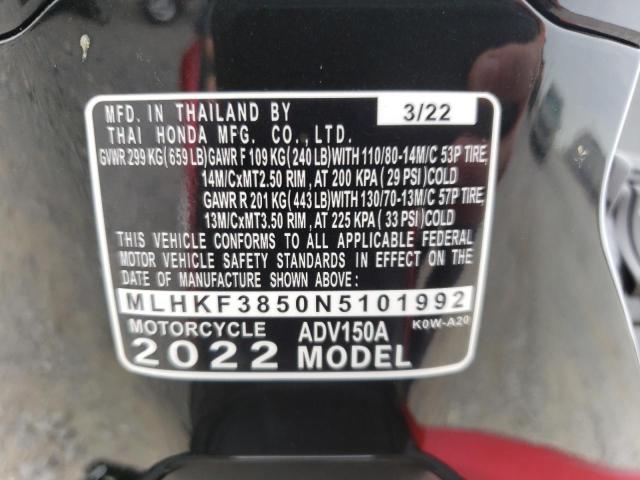 MFD. IN THAILAND BY 3/22
THAI HONDA MFG. CO.,LTD.
GVWR 299 KG(659 LB)GAWR F 109 KG(240 LB)WITH 110/80-14M/C 53P TIRE,
14M/CxMT2.50 RIM, AT 200 KPA (29 PSI)COLD
GAWR R 201 KG(443 LB)WITH 130/70-13M/C 57P TIRE,
13M/CxMT3.50 RIM, AT 225 KPA (33 PSI)COLD
THIS VEHICLE CONFORMS TO ALL APPLICABLE FEDERAL
MOTOR VEHICLE SAFETY STANDARDS IN EFFECT ON THE
DATE OF MANUFACTURE SHOWN ABOVE:
MLHKF3850N5101992
MOTORCYCLE ADV150A K0W-A20
2022 MODEL